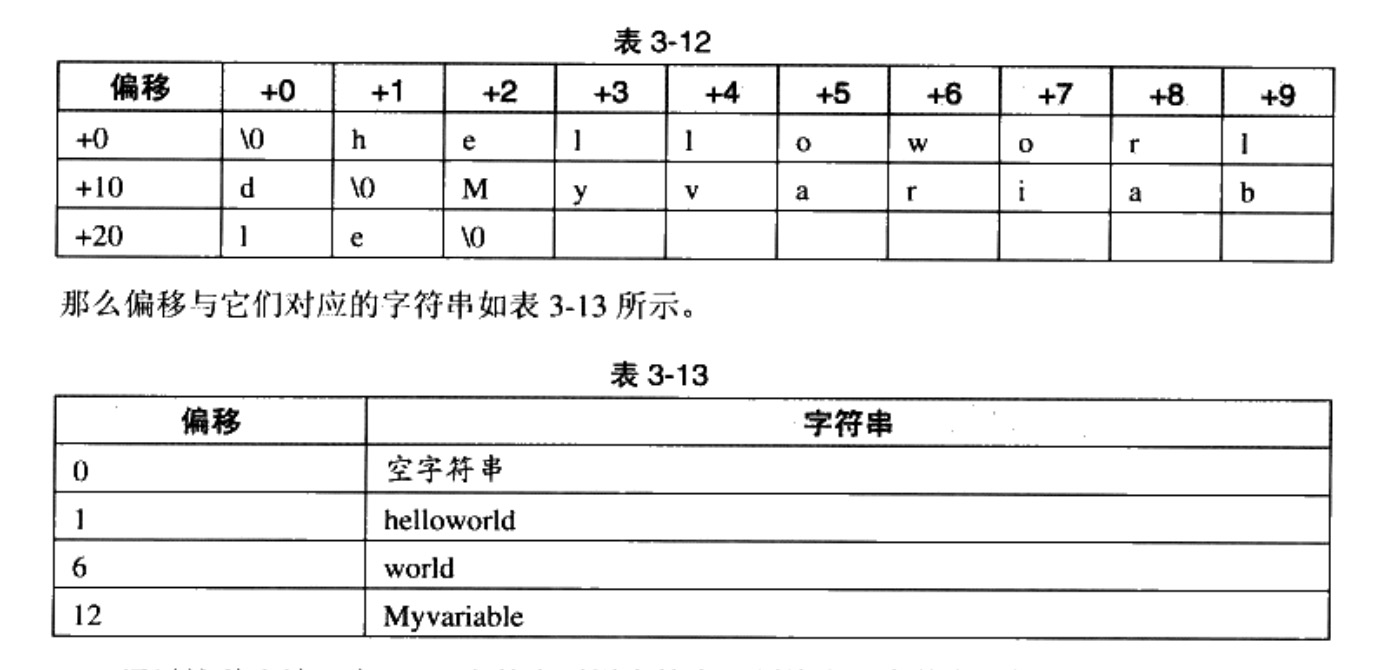 表 3-12
偏移 +0 +1 +2 +3 +4 +5 +6 +7 +8 +9
+0 \0 h e l l o w o r l
+10 d \0 M y v a r i a b
+20 l e \0
那么偏移与它们对应的字符串如表 3-13 所示。
表 3-13
偏移 字符串
0 空字符串
1 helloworld
6 world
12 Myvariable